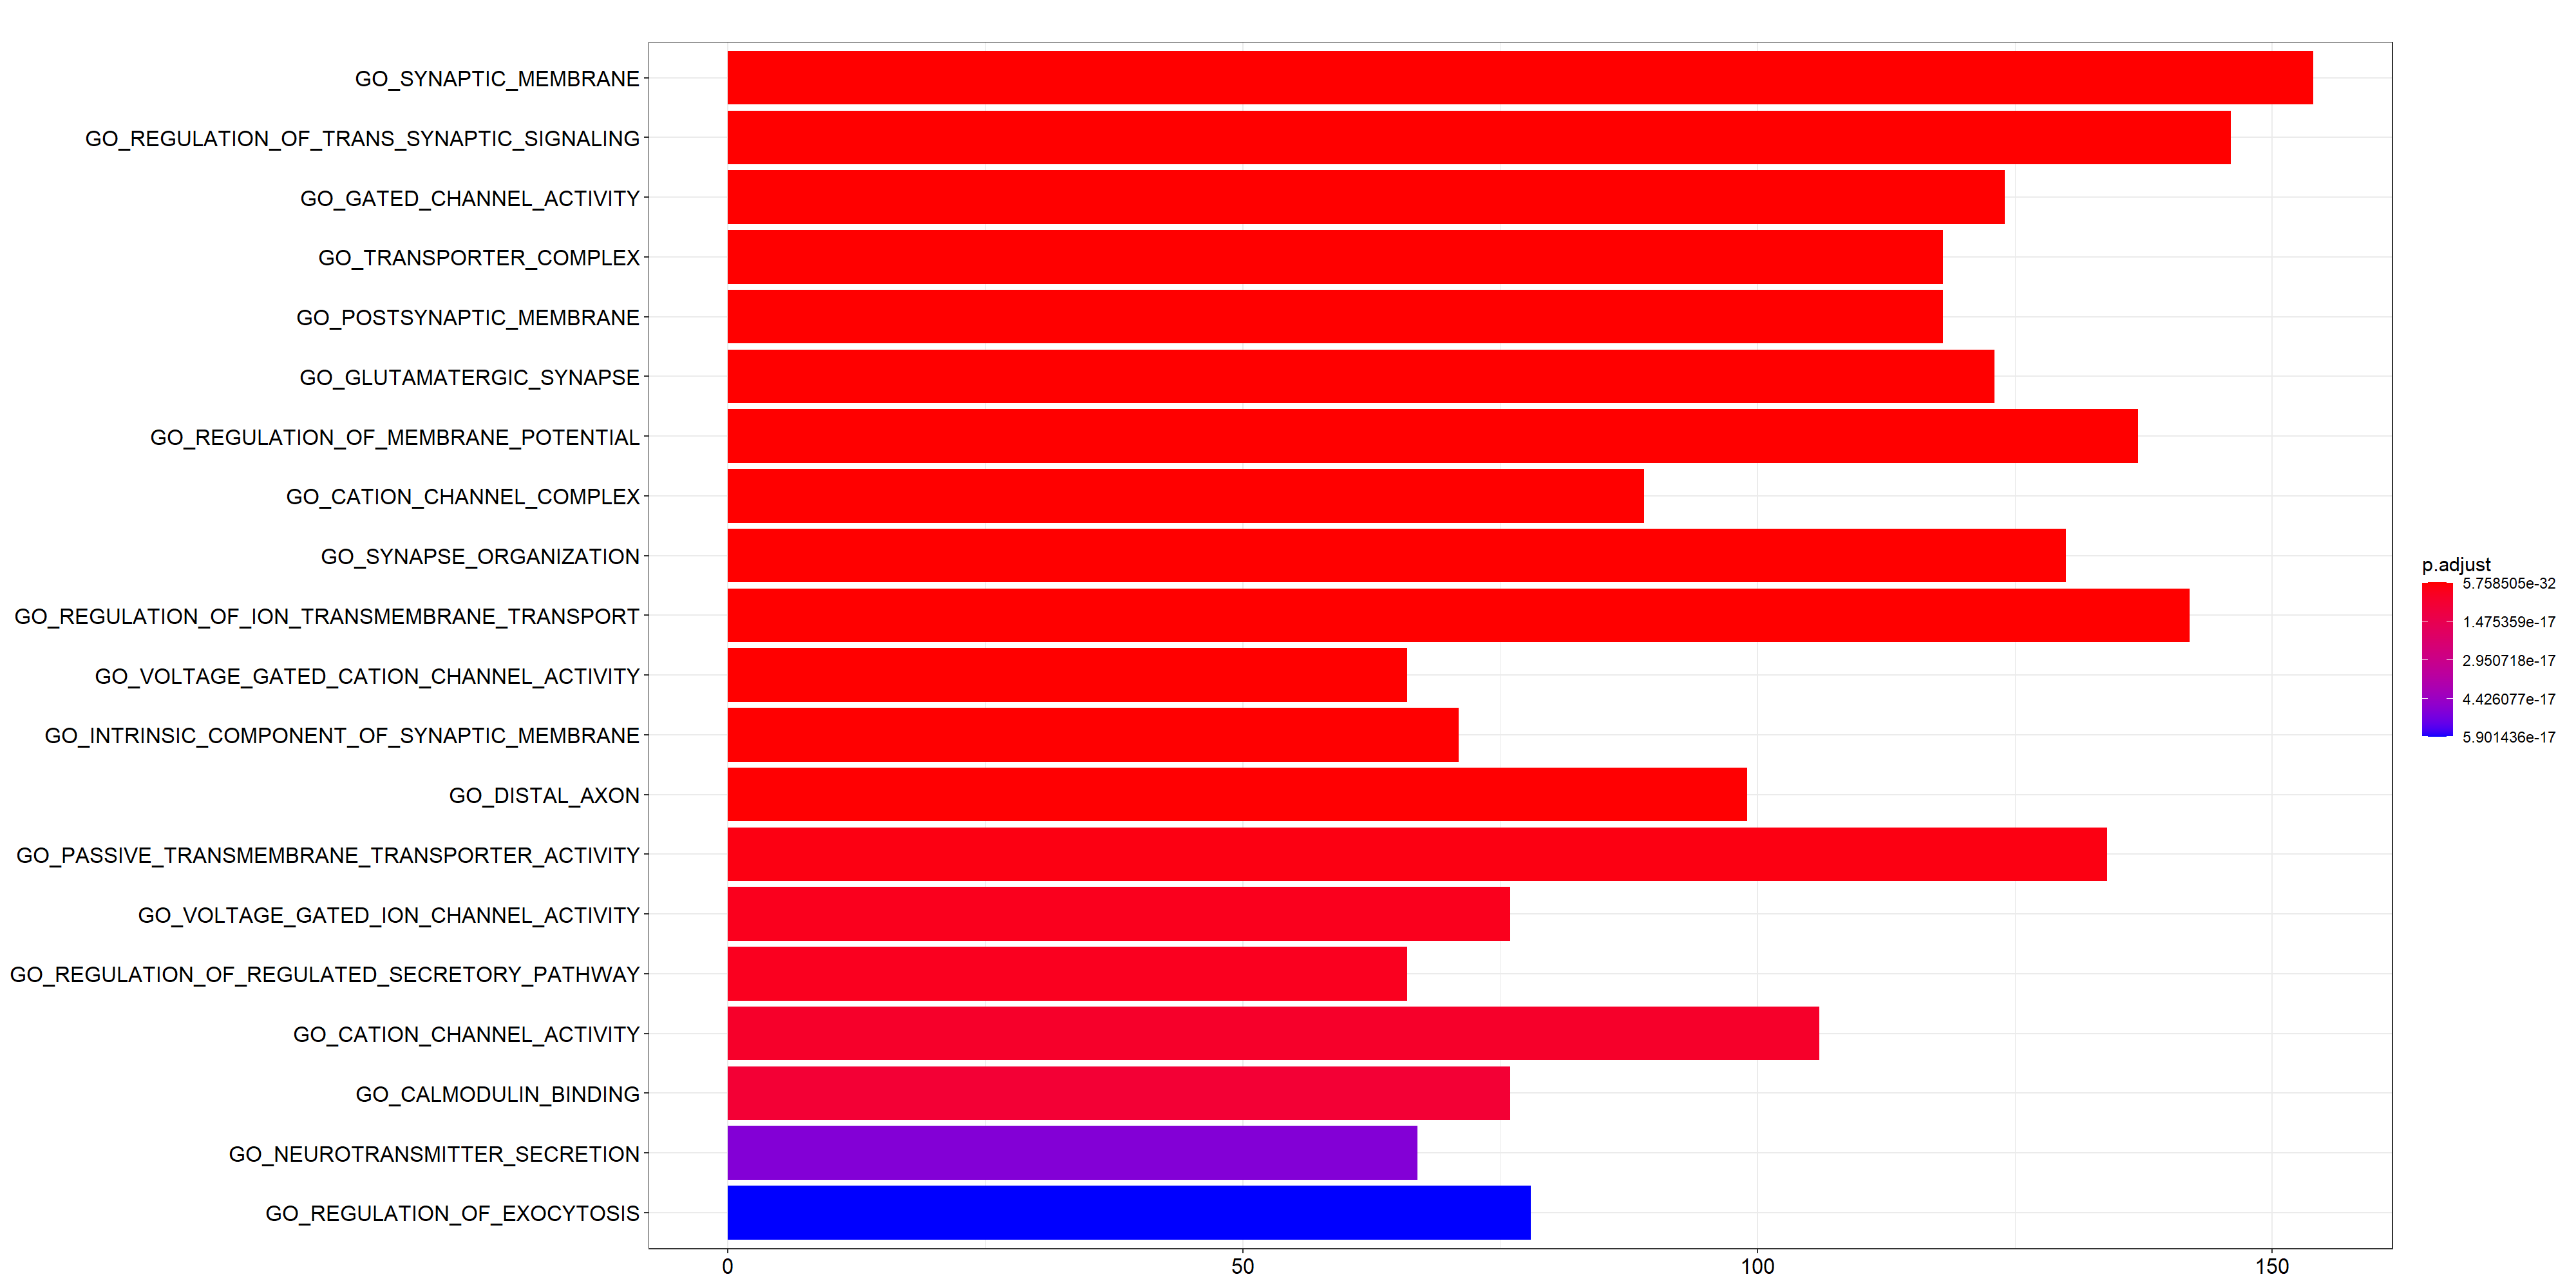 GO_SYNAPTIC_MEMBRANE
GO_REGULATION_OF_TRANS_SYNAPTIC_SIGNALING
GO_GATED_CHANNEL_ACTIVITY
GO_TRANSPORTER_COMPLEX
GO_POSTSYNAPTIC_MEMBRANE
GO_GLUTAMATERGIC_SYNAPSE
GO_REGULATION_OF_MEMBRANE_POTENTIAL
GO_CATION_CHANNEL_COMPLEX
GO_SYNAPSE_ORGANIZATION
GO_REGULATION_OF_ION_TRANSMEMBRANE_TRANSPORT
GO_VOLTAGE_GATED_CATION_CHANNEL_ACTIVITY
GO_INTRINSIC_COMPONENT_OF_SYNAPTIC_MEMBRANE
GO_DISTAL_AXON
GO_PASSIVE_TRANSMEMBRANE_TRANSPORTER_ACTIVITY
GO_VOLTAGE_GATED_ION_CHANNEL_ACTIVITY
GO_REGULATION_OF_REGULATED_SECRETORY_PATHWAY
GO_CATION_CHANNEL_ACTIVITY
GO_CALMODULIN_BINDING
GO_NEUROTRANSMITTER_SECRETION
GO_REGULATION_OF_EXOCYTOSIS
0 50 100 150
p.adjust
5.758505e-32
1.475359e-17
2.950718e-17
4.426077e-17
5.901436e-17